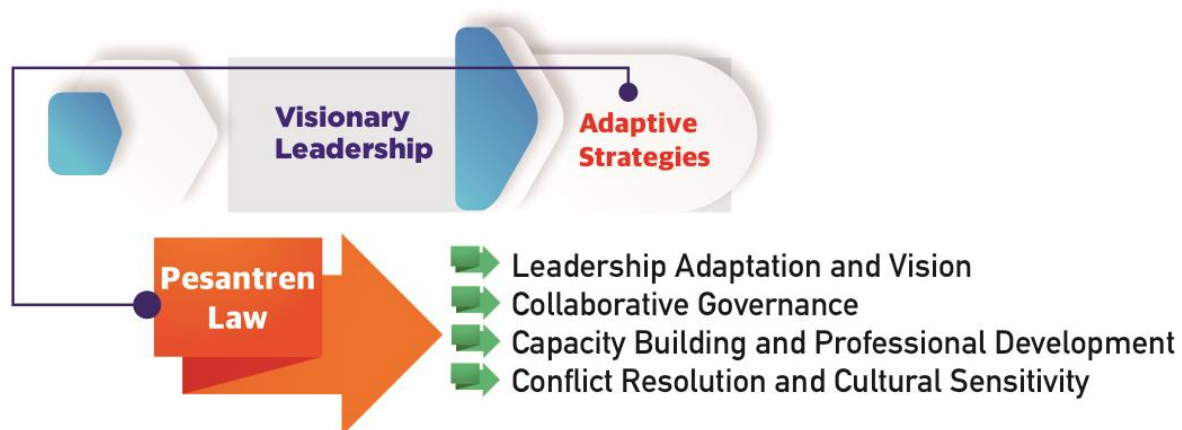 Visionary
Leadership
Adaptive
Strategies
Pesantren
Law
Leadership Adaptation and Vision
Collaborative Governance
Capacity Building and Professional Development
Conflict Resolution and Cultural Sensitivity